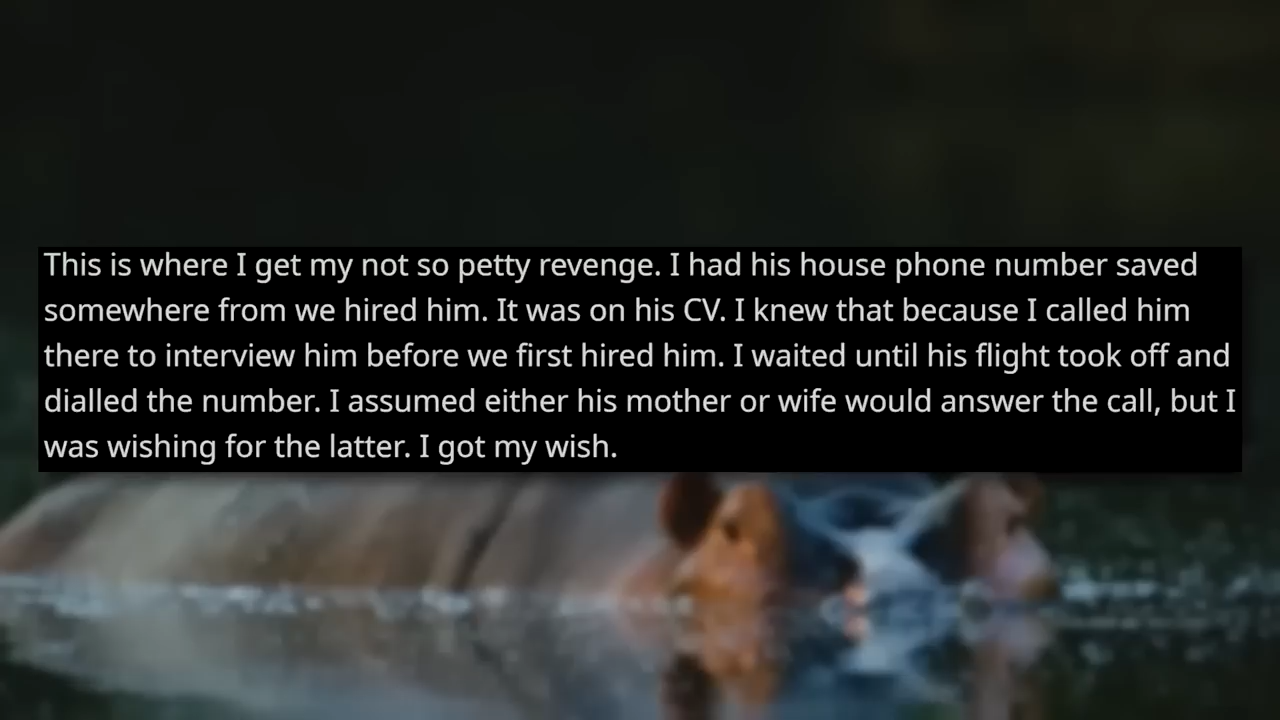 This is where I get my not so petty revenge. I had his house phone number saved
somewhere from we hired him. It was on his CV. I knew that because I called him
there to interview him before we first hired him. I waited until his flight took off and
dialled the number. I assumed either his mother or wife would answer the call, but I
was wishing for the latter. I got my wish.